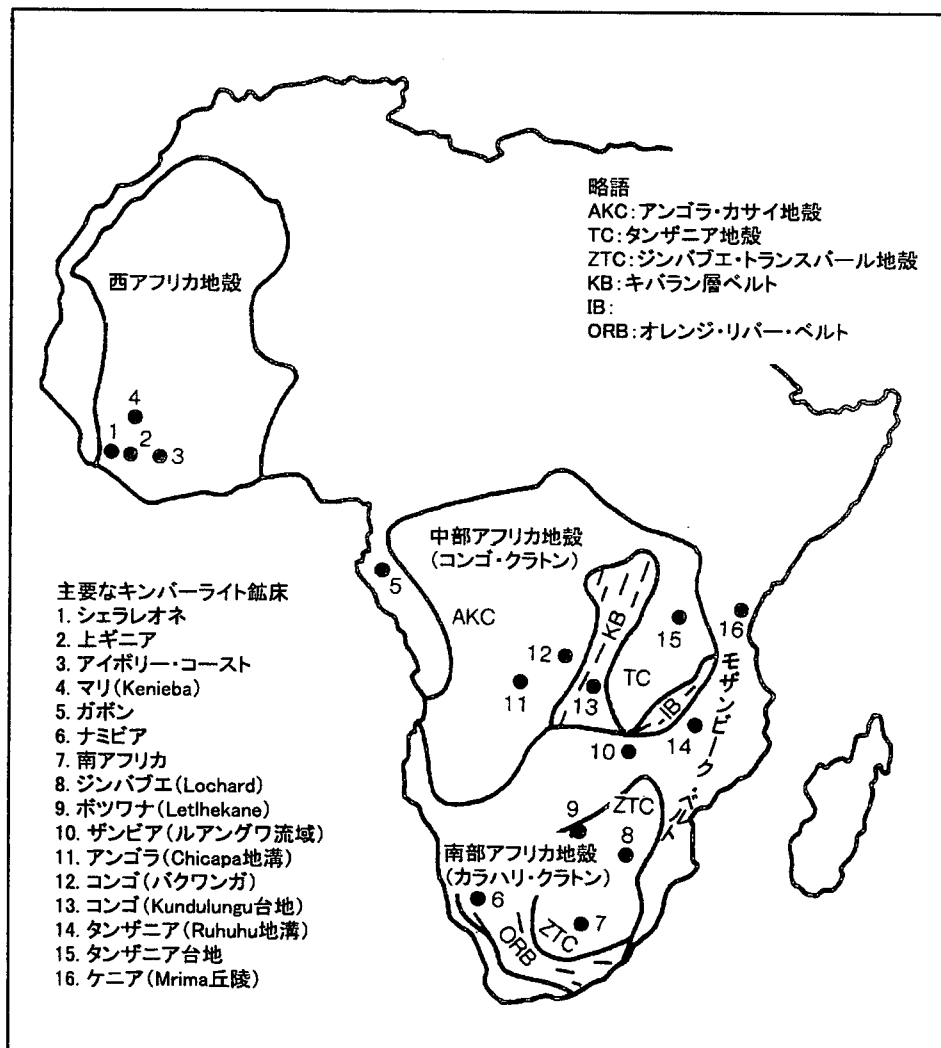 略語
AKC:アンゴラ・カサイ地殻
TC:タンザニア地殻
ZTC:ジンバブエ・トランスバール地殻
KB:キバラン層ベルト
IB:
ORB:オレンジ・リバー・ベルト
西アフリカ地殻
4
1
2
3
中部アフリカ地殻
(コンゴ・クラトン)
5
AKC
KB
15
16
12
TC
11
13
IB
14
10
モザンビーク・ベルト
ZTC
9
8
南部アフリカ地殻
(カラハリ・クラトン)
6
ORB
ZTC
7
主要なキンバーライト鉱床
1. シェラレオネ
2. 上ギニア
3. アイボリー・コースト
4. マリ(Kenieba)
5. ガボン
6. ナミビア
7. 南アフリカ
8. ジンバブエ(Lochard)
9. ボツワナ(Letlhekane)
10. ザンビア(ルアングワ流域)
11. アンゴラ(Chicapa地溝)
12. コンゴ(バクワンガ)
13. コンゴ(Kundulungu台地)
14. タンザニア(Ruhuhu地溝)
15. タンザニア台地
16. ケニア(Mrima丘陵)